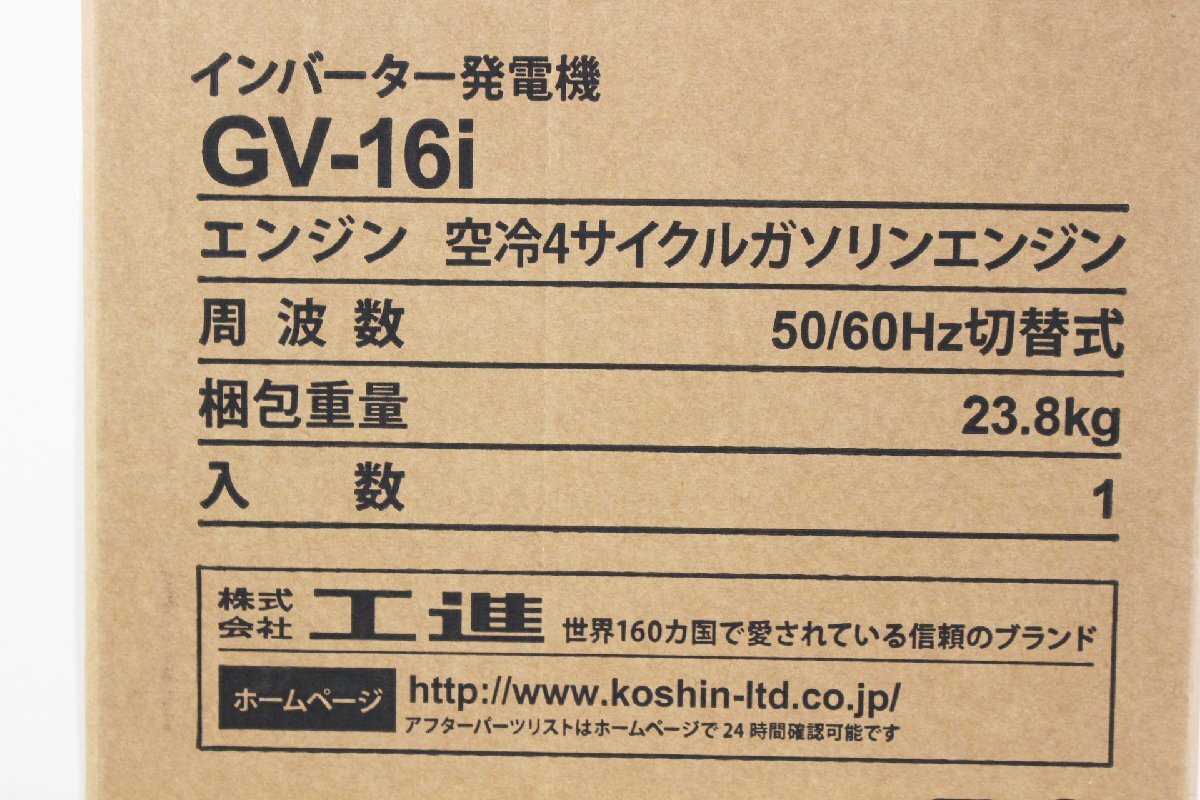 インバーター発電機
GV-16i
エンジン 空冷4サイクルガソリンエンジン
周波数 50/60Hz切替式
梱包重量 23.8kg
入数 1
株式会社 工進 世界160カ国で愛されている信頼のブランド
ホームページ http://www.koshin-ltd.co.jp/
アフターパーツリストはホームページで24時間確認可能です